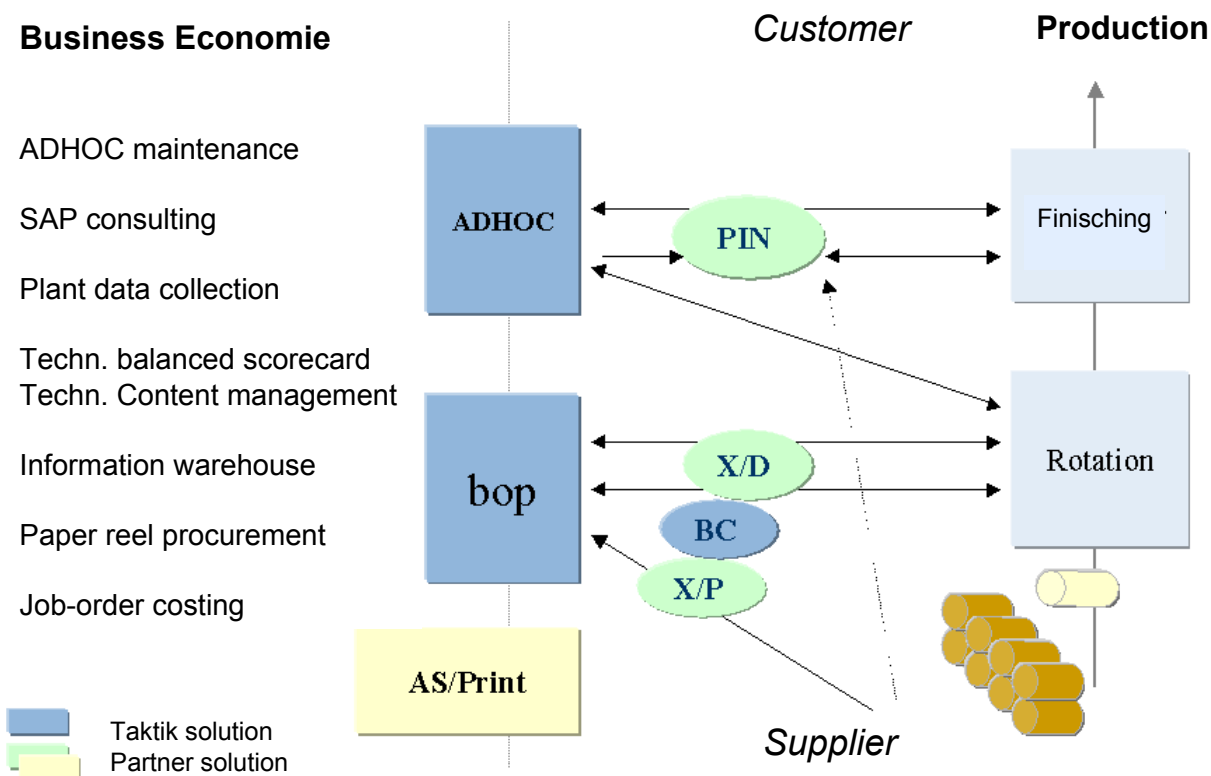 Business Economie
Customer
Production
ADHOC maintenance
SAP consulting
Plant data collection
Techn. balanced scorecard
Techn. Content management
Information warehouse
Paper reel procurement
Job-order costing
ADHOC
PIN
Finisching
bop
X/D
BC
X/P
Rotation
AS/Print
Supplier
Taktik solution
Partner solution